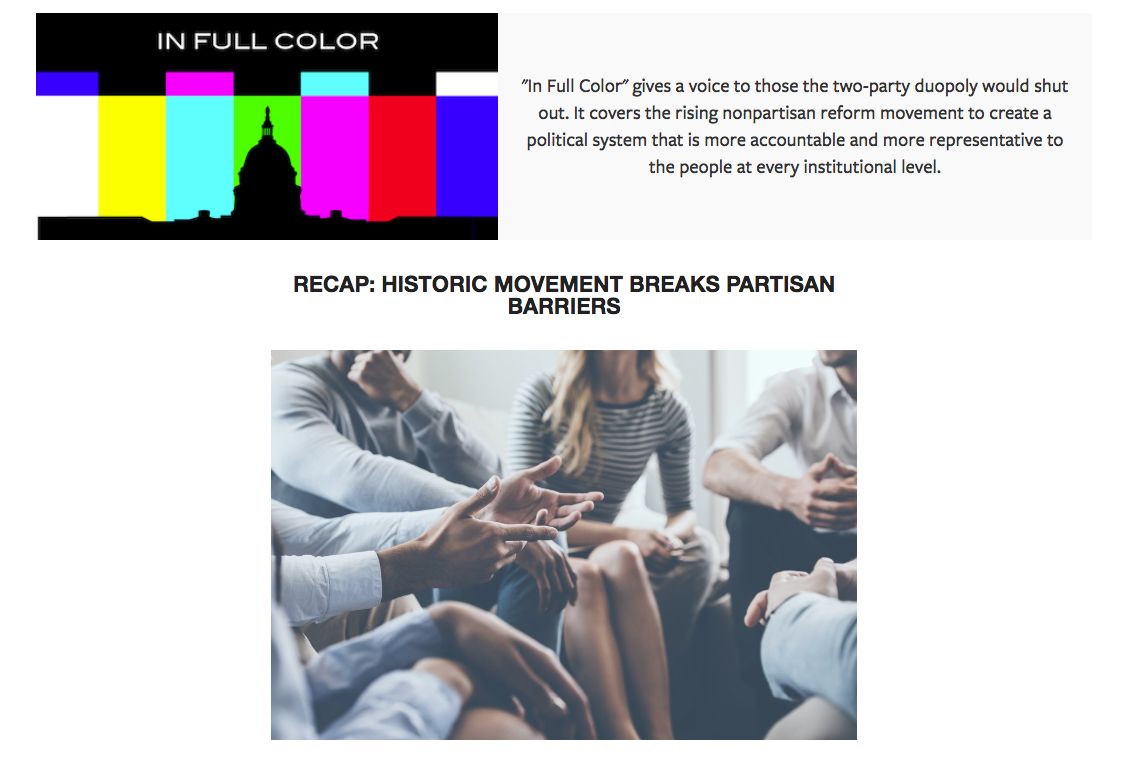 IN FULL COLOR
"In Full Color" gives a voice to those the two-party duopoly would shut
out. It covers the rising nonpartisan reform movement to create a
political system that is more accountable and more representative to
the people at every institutional level.
RECAP: HISTORIC MOVEMENT BREAKS PARTISAN
BARRIERS